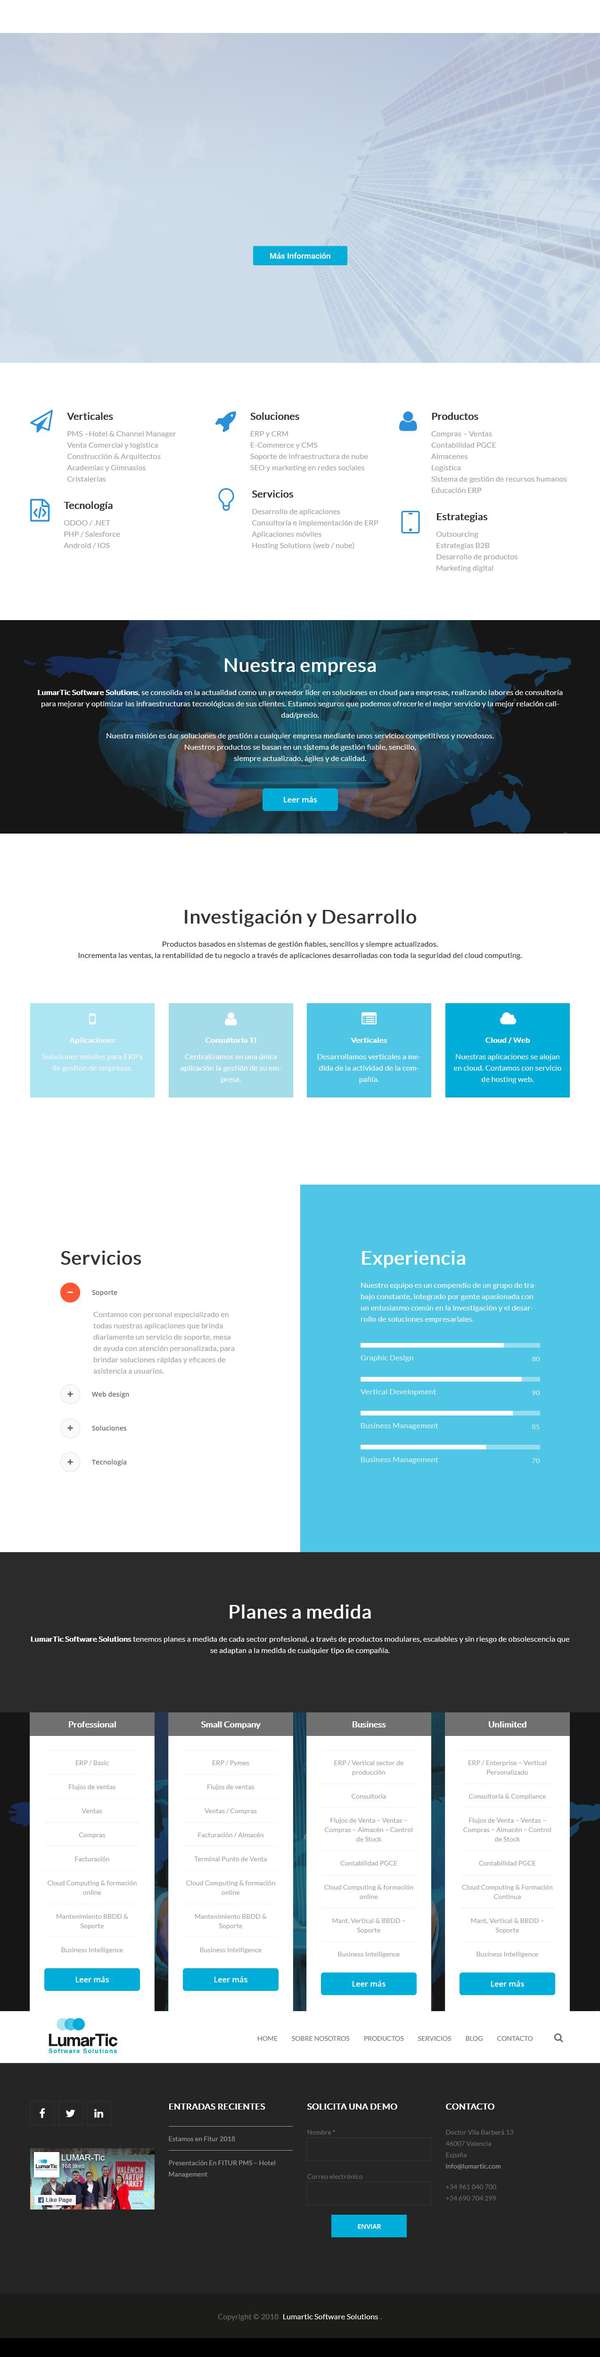 Más Información
Verticales
PMS –Hotel & Channel Manager
Venta Comercial y logística
Construcción & Arquitectos
Academias y Gimnasios
Cristalerías
Tecnología
ODOO / .NET
PHP / Salesforce
Android / IOS
Soluciones
ERP y CRM
E-Commerce y CMS
Soporte de infraestructura de nube
SEO y marketing en redes sociales
Servicios
Desarrollo de aplicaciones
Consultoría e implementación de ERP
Aplicaciones móviles
Hosting Solutions (web / nube)
Productos
Compras – Ventas
Contabilidad PGCE
Almacenes
Logística
Sistema de gestión de recursos humanos
Educación ERP
Estrategias
Outsourcing
Estrategias B2B
Desarrollo de productos
Marketing digital
Nuestra empresa
LumarTic Software Solutions, se consolida en la actualidad como un proveedor líder en soluciones en cloud para empresas, realizando labores de consultoría
para mejorar y optimizar las infraestructuras tecnológicas de sus clientes. Estamos seguros que podemos ofrecerle el mejor servicio y la mejor relación cali-
dad/precio.
Nuestra misión es dar soluciones de gestión a cualquier empresa mediante unos servicios competitivos y novedosos.
Nuestros productos se basan en un sistema de gestión fiable, sencillo,
siempre actualizado, ágiles y de calidad.
Leer más
Investigación y Desarrollo
Productos basados en sistemas de gestión fiables, sencillos y siempre actualizados.
Incrementa las ventas, la rentabilidad de tu negocio a través de aplicaciones desarrolladas con toda la seguridad del cloud computing.
Aplicaciones
Soluciones móviles para ERP's
de gestión de empresas.
Consultoría TI
Centralizamos en una única
aplicación la gestión de su em-
presa.
Verticales
Desarrollamos verticales a me-
dida de la actividad de la com-
pañía.
Cloud / Web
Nuestras aplicaciones se alojan
en cloud. Contamos con servicio
de hosting web.
Servicios
Soporte
Contamos con personal especializado en
todas nuestras aplicaciones que brinda
diariamente un servicio de soporte, mesa
de ayuda con atención personalizada, para
brindar soluciones rápidas y eficaces de
asistencia a usuarios.
Web design
Soluciones
Tecnología
Experiencia
Nuestro equipo es un compendio de un grupo de tra-
bajo constante, integrado por gente apasionada con
un entusiasmo común en la investigación y el desar-
rollo de soluciones empresariales.
Graphic Design 80
Vertical Development 90
Business Management 85
Business Management 70
Planes a medida
LumarTic Software Solutions tenemos planes a medida de cada sector profesional, a través de productos modulares, escalables y sin riesgo de obsolescencia que
se adaptan a la medida de cualquier tipo de compañía.
Professional
ERP / Basic
Flujos de ventas
Ventas
Compras
Facturación
Cloud Computing & formación
online
Mantenimiento BBDD &
Soporte
Business Intelligence
Leer más
Small Company
ERP / Pymes
Flujos de ventas
Ventas / Compras
Facturación / Almacén
Terminal Punto de Venta
Cloud Computing & formación
online
Mantenimiento BBDD &
Soporte
Business Intelligence
Leer más
Business
ERP / Vertical sector de
producción
Consultoría
Flujos de Venta – Ventas –
Compras – Almacén – Control
de Stock
Contabilidad PGCE
Cloud Computing & formación
online
Mant. Vertical & BBDD –
Soporte
Business Intelligence
Leer más
Unlimited
ERP / Enterprise – Vertical
Personalizado
Consultoría & Compliance
Flujos de Venta – Ventas –
Compras – Almacén – Control
de Stock
Contabilidad PGCE
Cloud Computing & Formación
Continue
Mant. Vertical & BBDD –
Soporte
Business Intelligence
Leer más
LumarTic
Software Solutions
HOME SOBRE NOSOTROS PRODUCTOS SERVICIOS BLOG CONTACTO
LUMAR-Tic
168 likes
LumarTic
VALENCIA
STARTUP
MARKET
Like Page
ENTRADAS RECIENTES
Estamos en Fitur 2018
Presentación En FITUR PMS – Hotel
Management
SOLICITA UNA DEMO
Nombre *
Correo electrónico
ENVIAR
CONTACTO
Doctor Vila Barberá 13
46007 Valencia
España
info@lumartic.com
+34 961 040 700
+34 690 704 299
Copyright © 2018 Lumartic Software Solutions .